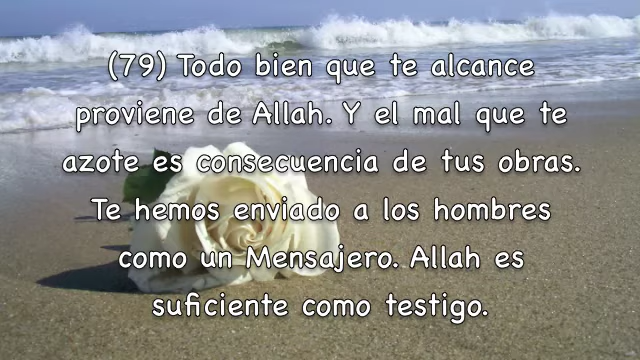 (79) Todo bien que te alcance
proviene de Allah. Y el mal que te
azote es consecuencia de tus obras.
Te hemos enviado a los hombres
como un Mensajero. Allah es
suficiente como testigo.